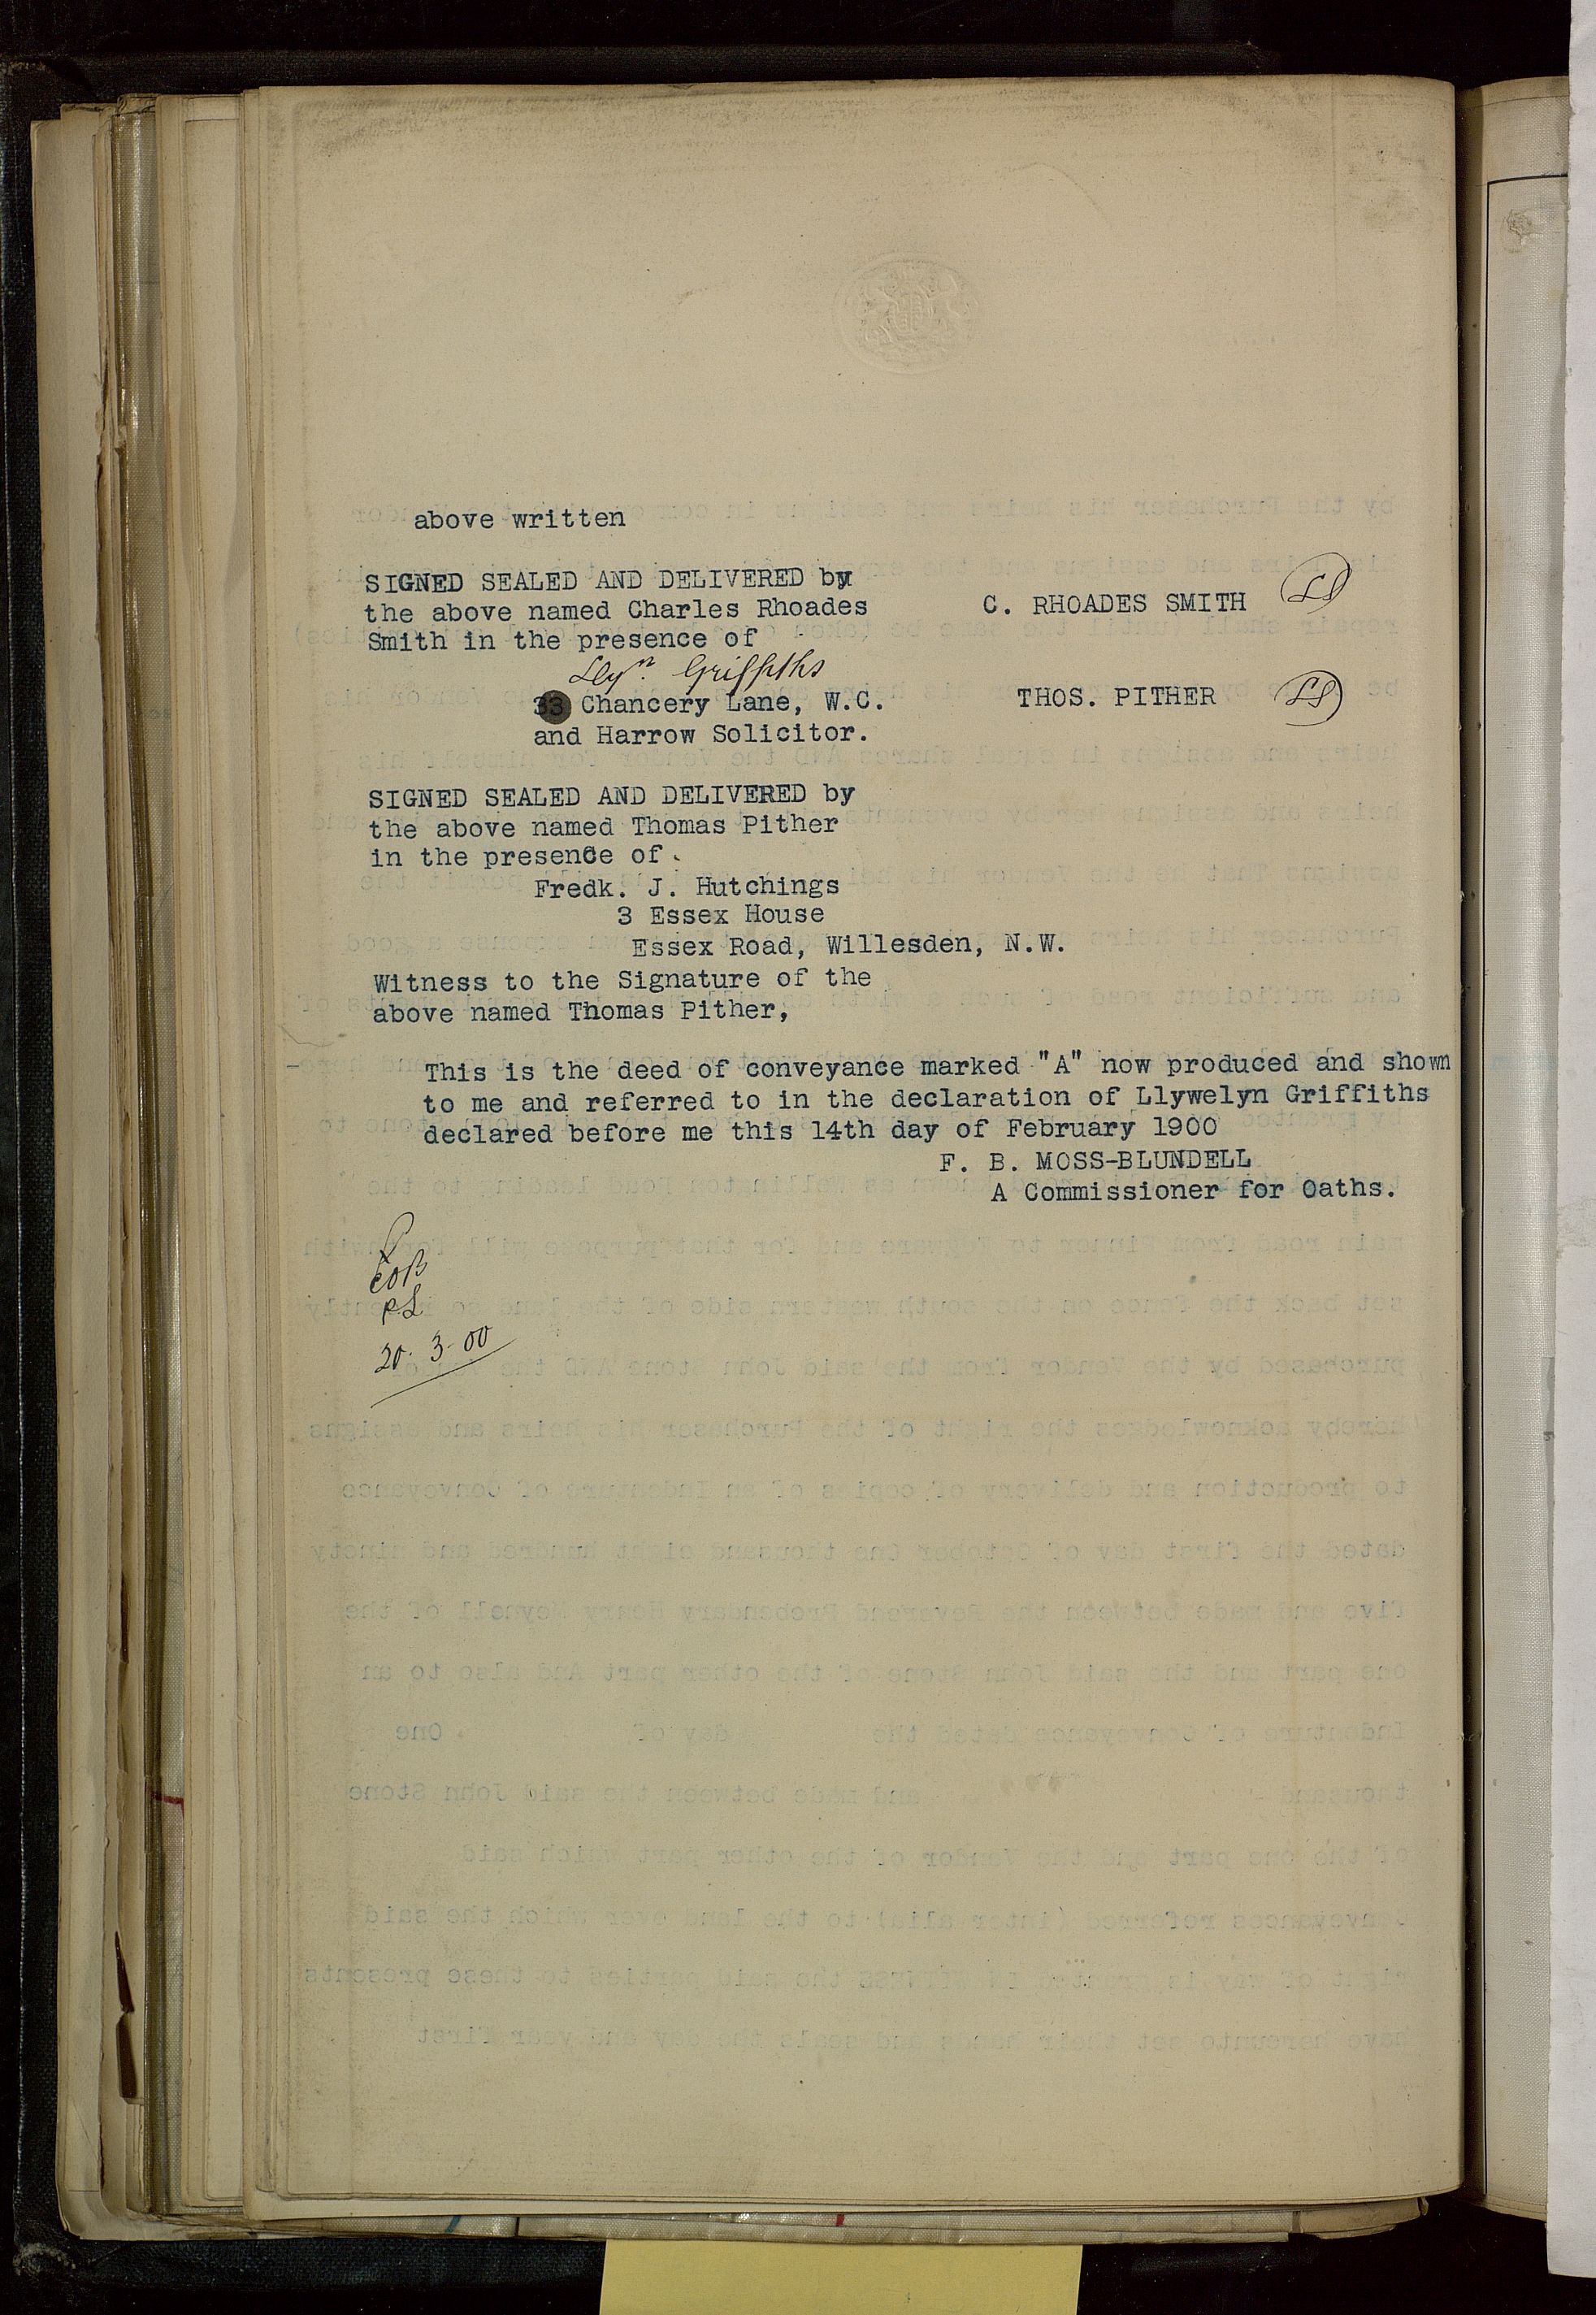 above written
SIGNED SEALED AND DELIVERED by
the above named Charles Rhoades
Smith in the presence of
C. RHOADES SMITH LS
Llyn. Griffiths
33 Chancery Lane, W.C.
and Harrow Solicitor.
THOS. PITHER LS
SIGNED SEALED AND DELIVERED by
the above named Thomas Pither
in the presence of
Fredk. J. Hutchings
3 Essex House
Essex Road, Willesden, N.W.
Witness to the Signature of the
above named Thomas Pither,
This is the deed of conveyance marked "A" now produced and shown
to me and referred to in the declaration of Llywelyn Griffiths
declared before me this 14th day of February 1900
F. B. MOSS-BLUNDELL
A Commissioner for Oaths.
20. 3-00